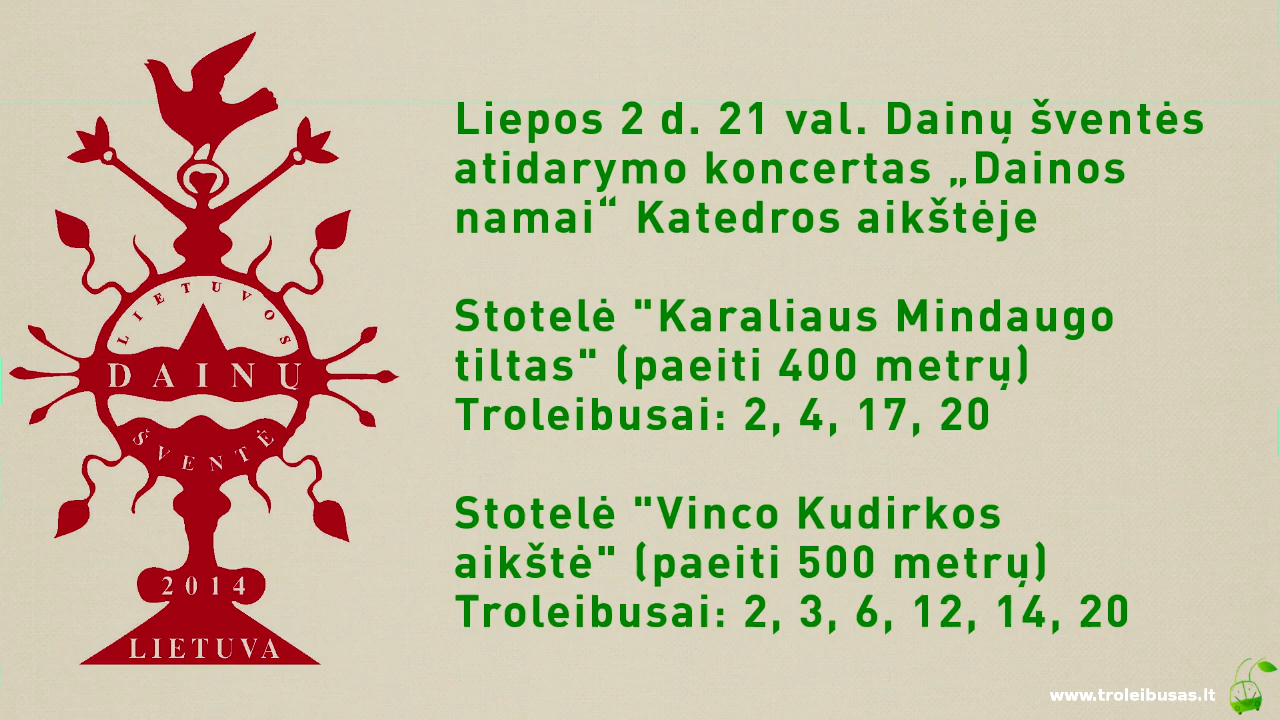 LIETUVOS
DAINŲ
ŠVENTĖ
2014
LIETUVA
Liepos 2 d. 21 val. Dainų šventės
atidarymo koncertas „Dainos
namai“ Katedros aikštėje
Stotelė "Karaliaus Mindaugo
tiltas" (paeiti 400 metrų)
Troleibusai: 2, 4, 17, 20
Stotelė "Vinco Kudirkos
aikštė" (paeiti 500 metrų)
Troleibusai: 2, 3, 6, 12, 14, 20
www.troleibusas.lt